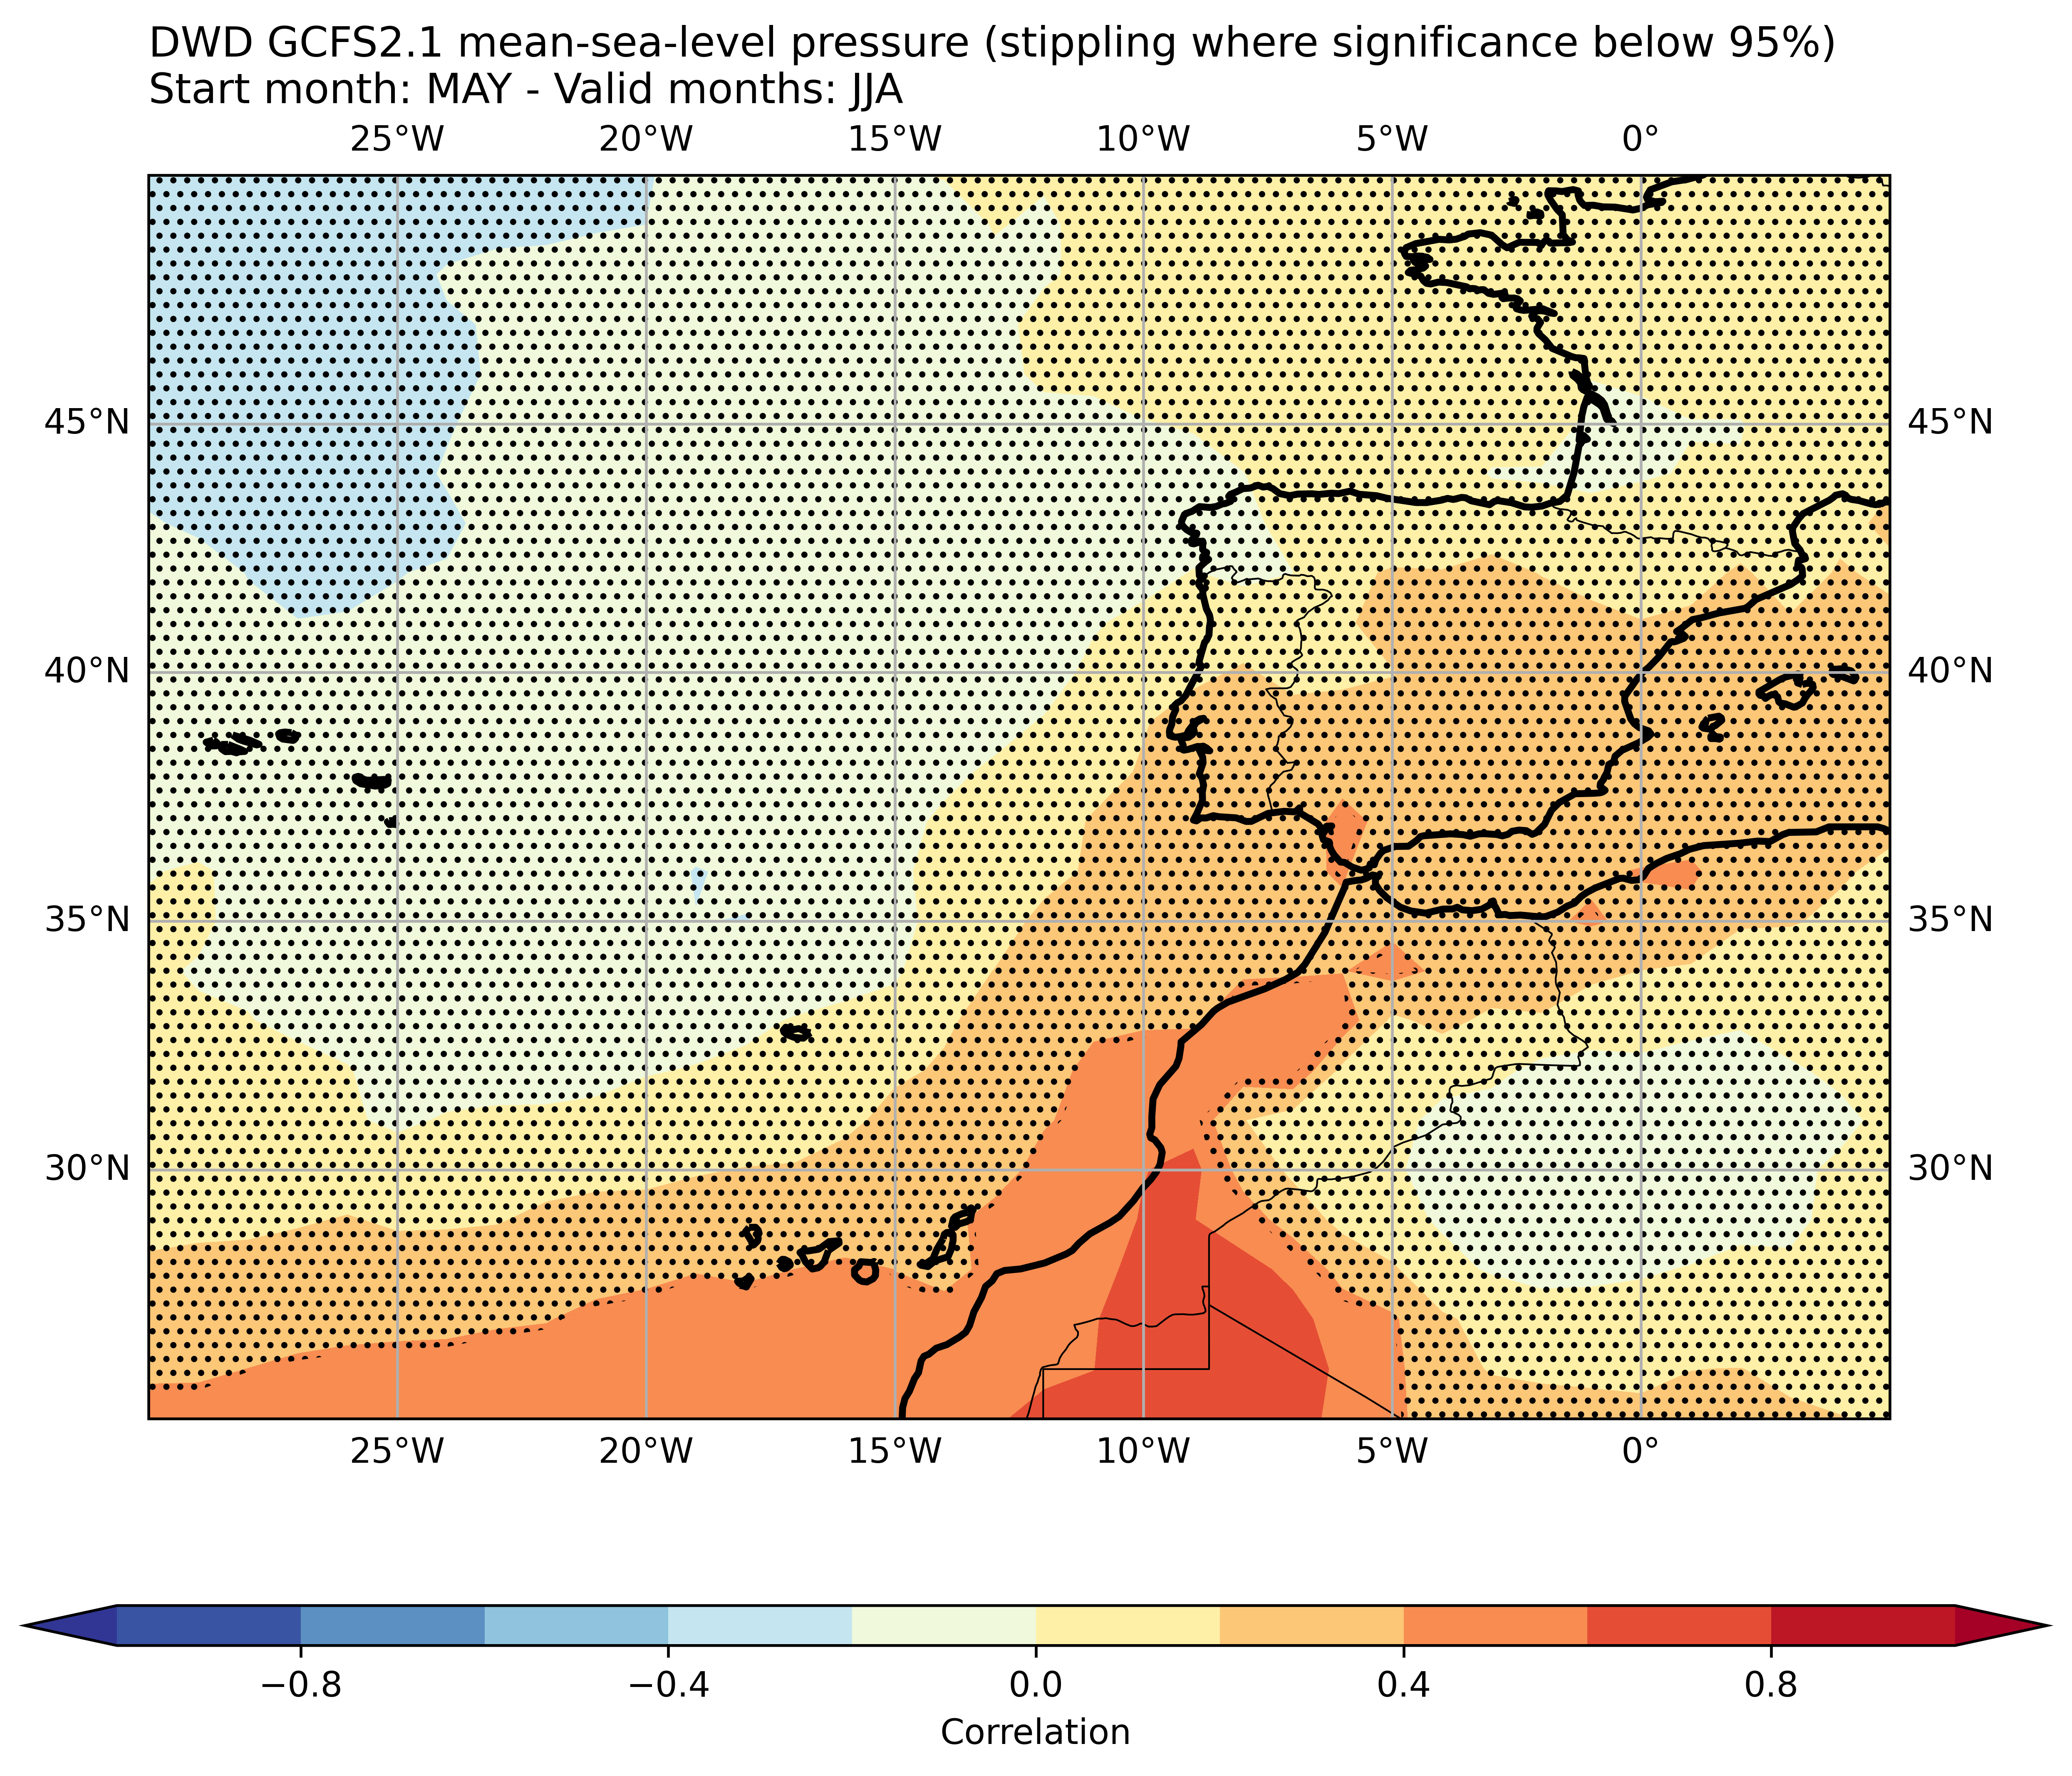 DWD GCFS2.1 mean-sea-level pressure (stippling where significance below 95%)
Start month: MAY - Valid months: JJA
25°W 20°W 15°W 10°W 5°W 0°
45°N 45°N
40°N 40°N
35°N 35°N
30°N 30°N
25°W 20°W 15°W 10°W 5°W 0°
−0.8 −0.4 0.0 0.4 0.8
Correlation